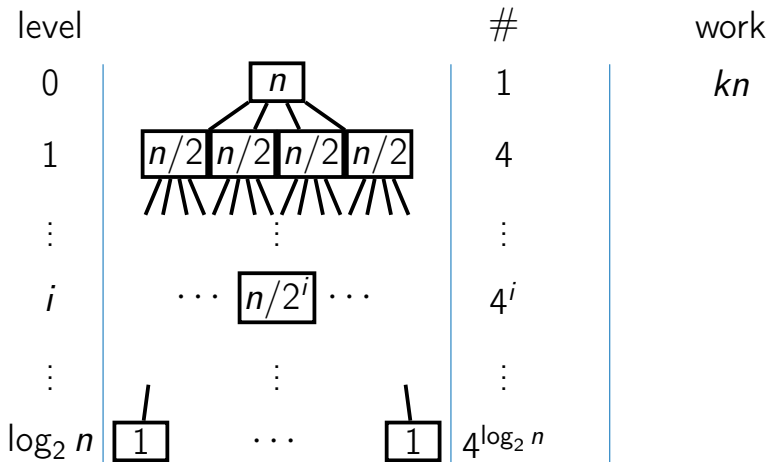 level # work
0 n 1 kn
1 n/2 n/2 n/2 n/2 4
⋮ ⋮ ⋮
i ··· n/2^i ··· 4^i
⋮ ⋮ ⋮
log₂ n 1 ··· 1 4^{log₂ n}